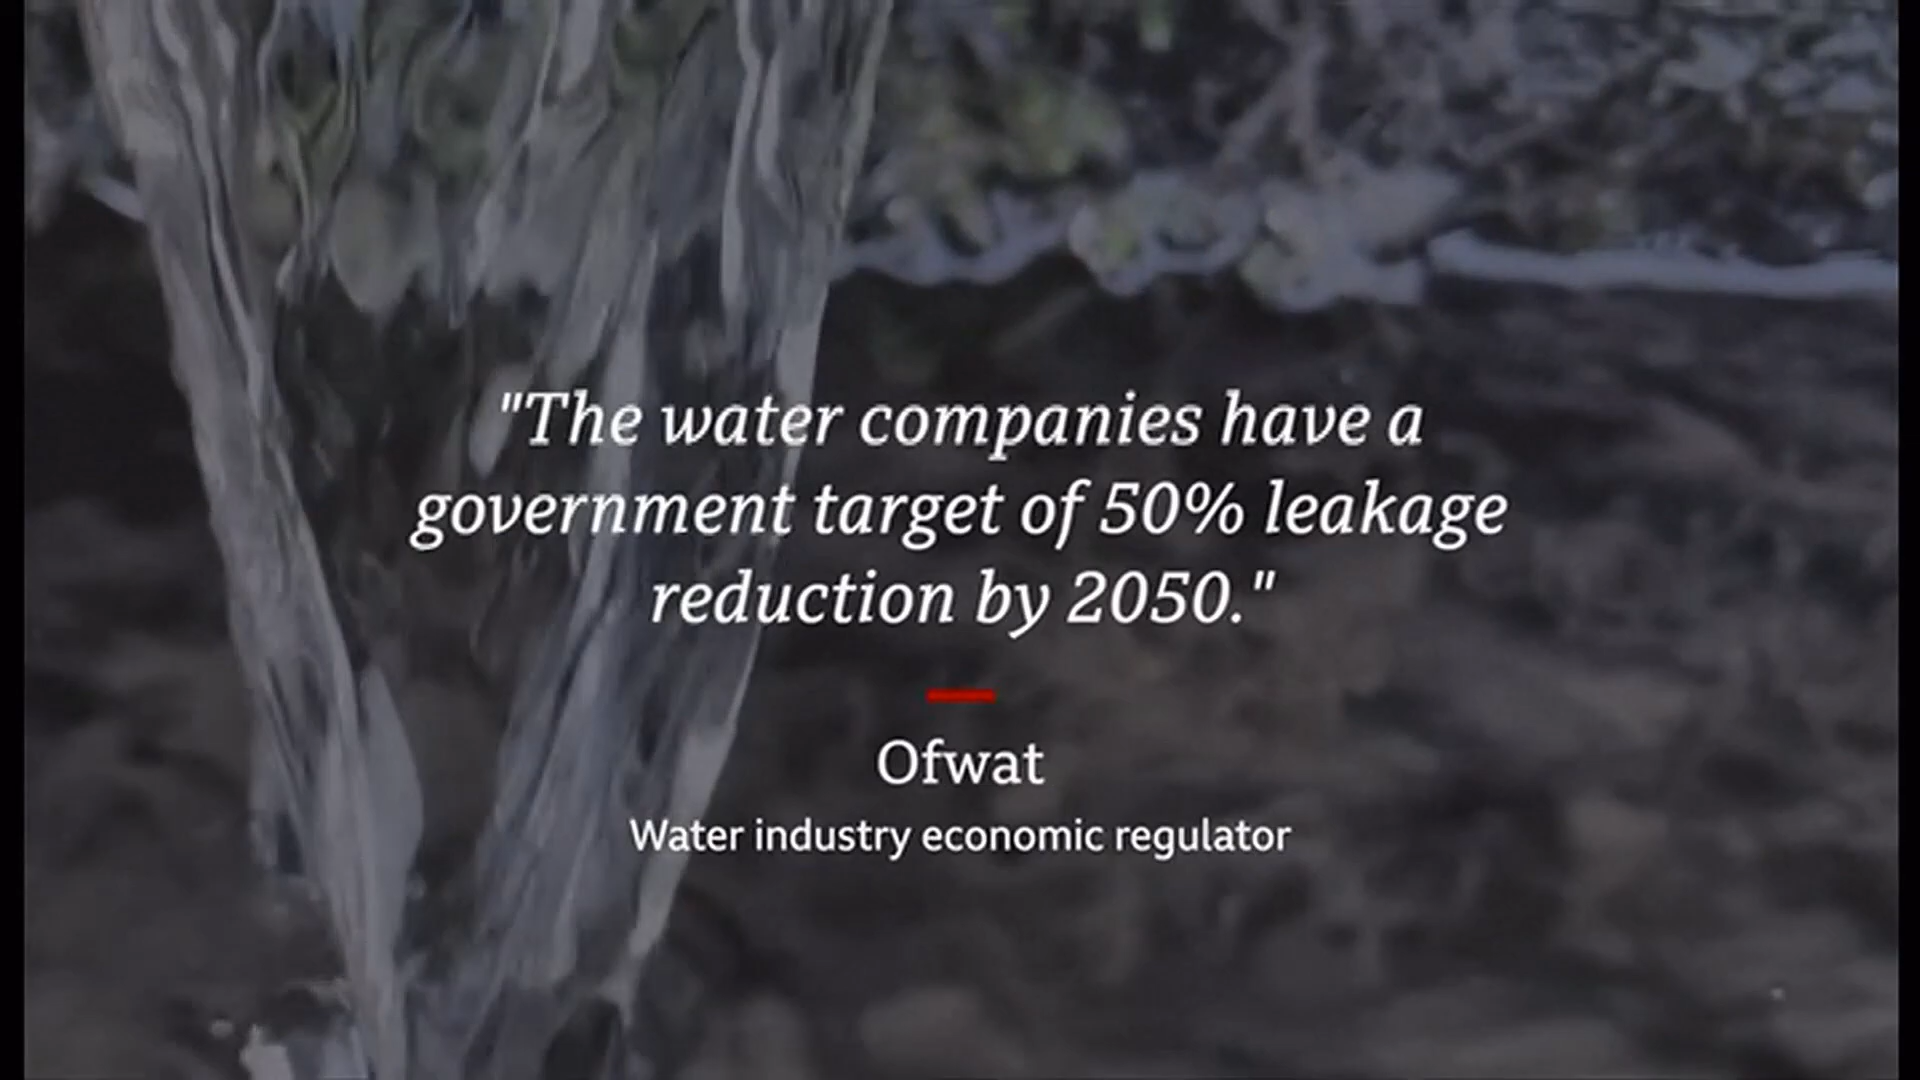 "The water companies have a
government target of 50% leakage
reduction by 2050."
Ofwat
Water industry economic regulator